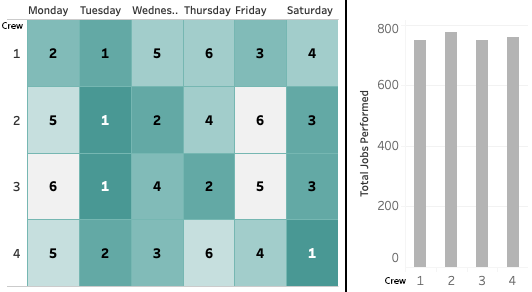 Monday Tuesday Wednes.. Thursday Friday Saturday
Crew
1 2 1 5 6 3 4
2 5 1 2 4 6 3
3 6 1 4 2 5 3
4 5 2 3 6 4 1
Total Jobs Performed
800
600
400
200
0
Crew 1 2 3 4